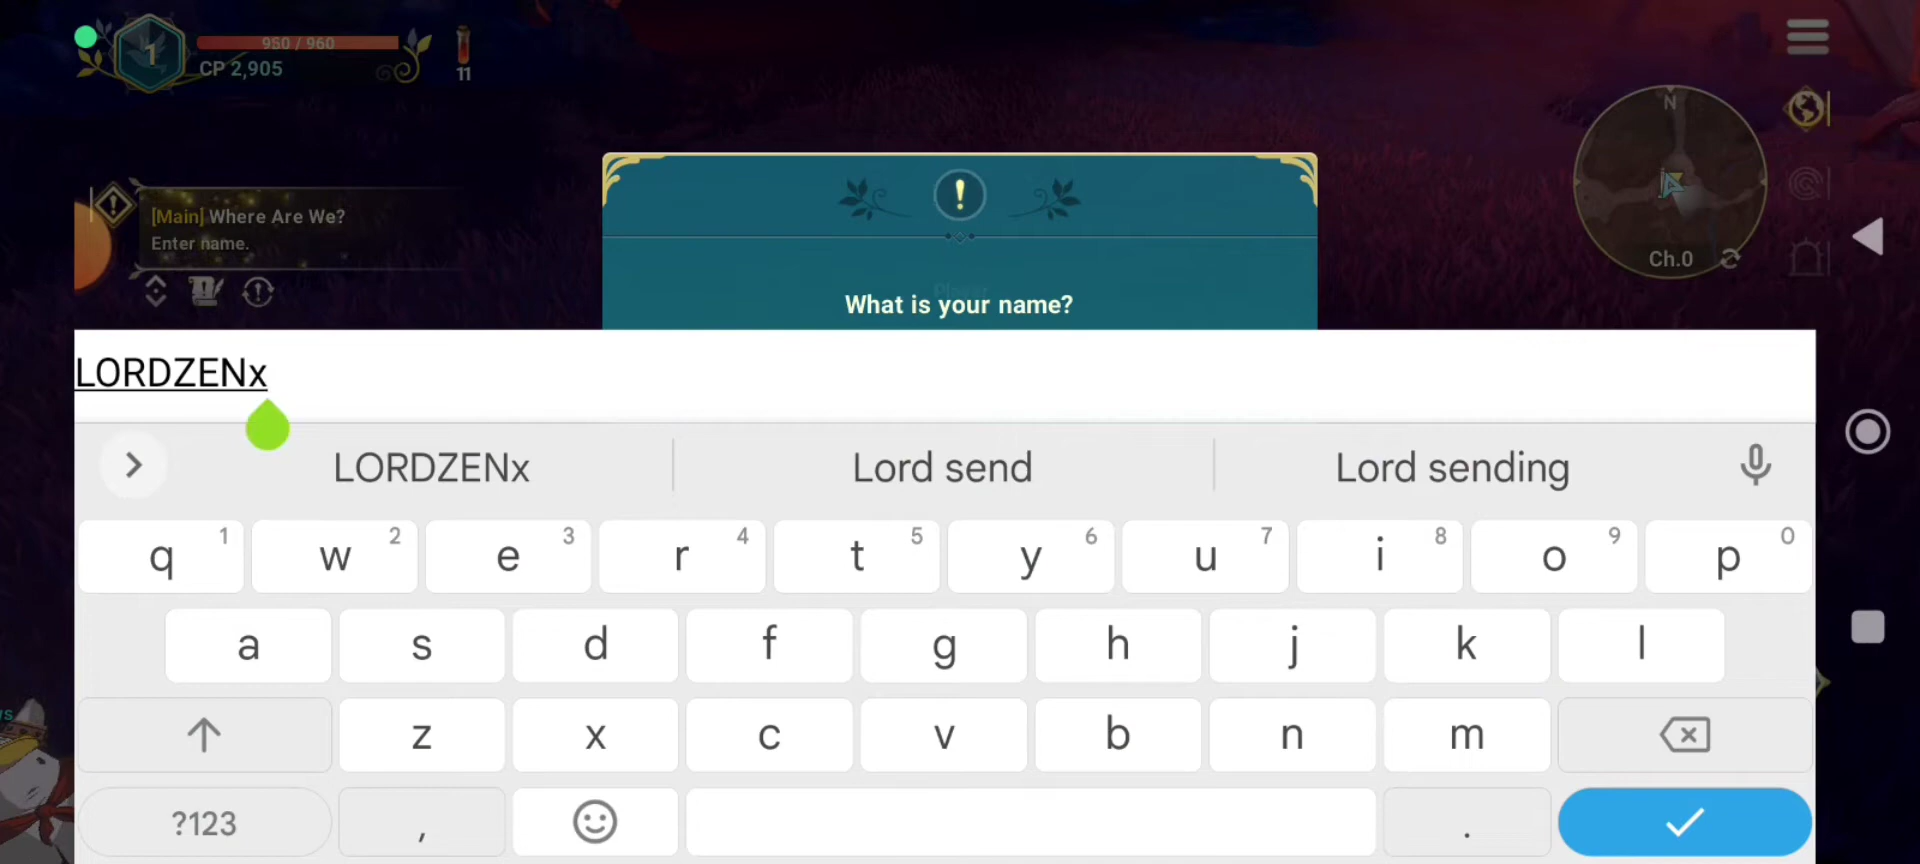 1
950 / 960
CP 2,905
11
N
[Main] Where Are We?
Enter name.
Ch.0
What is your name?
LORDZENx
LORDZENx
Lord send
Lord sending
q 1 w 2 e 3 r 4 t 5 y 6 u 7 i 8 o 9 p 0
a s d f g h j k l
z x c v b n m
?123 , .